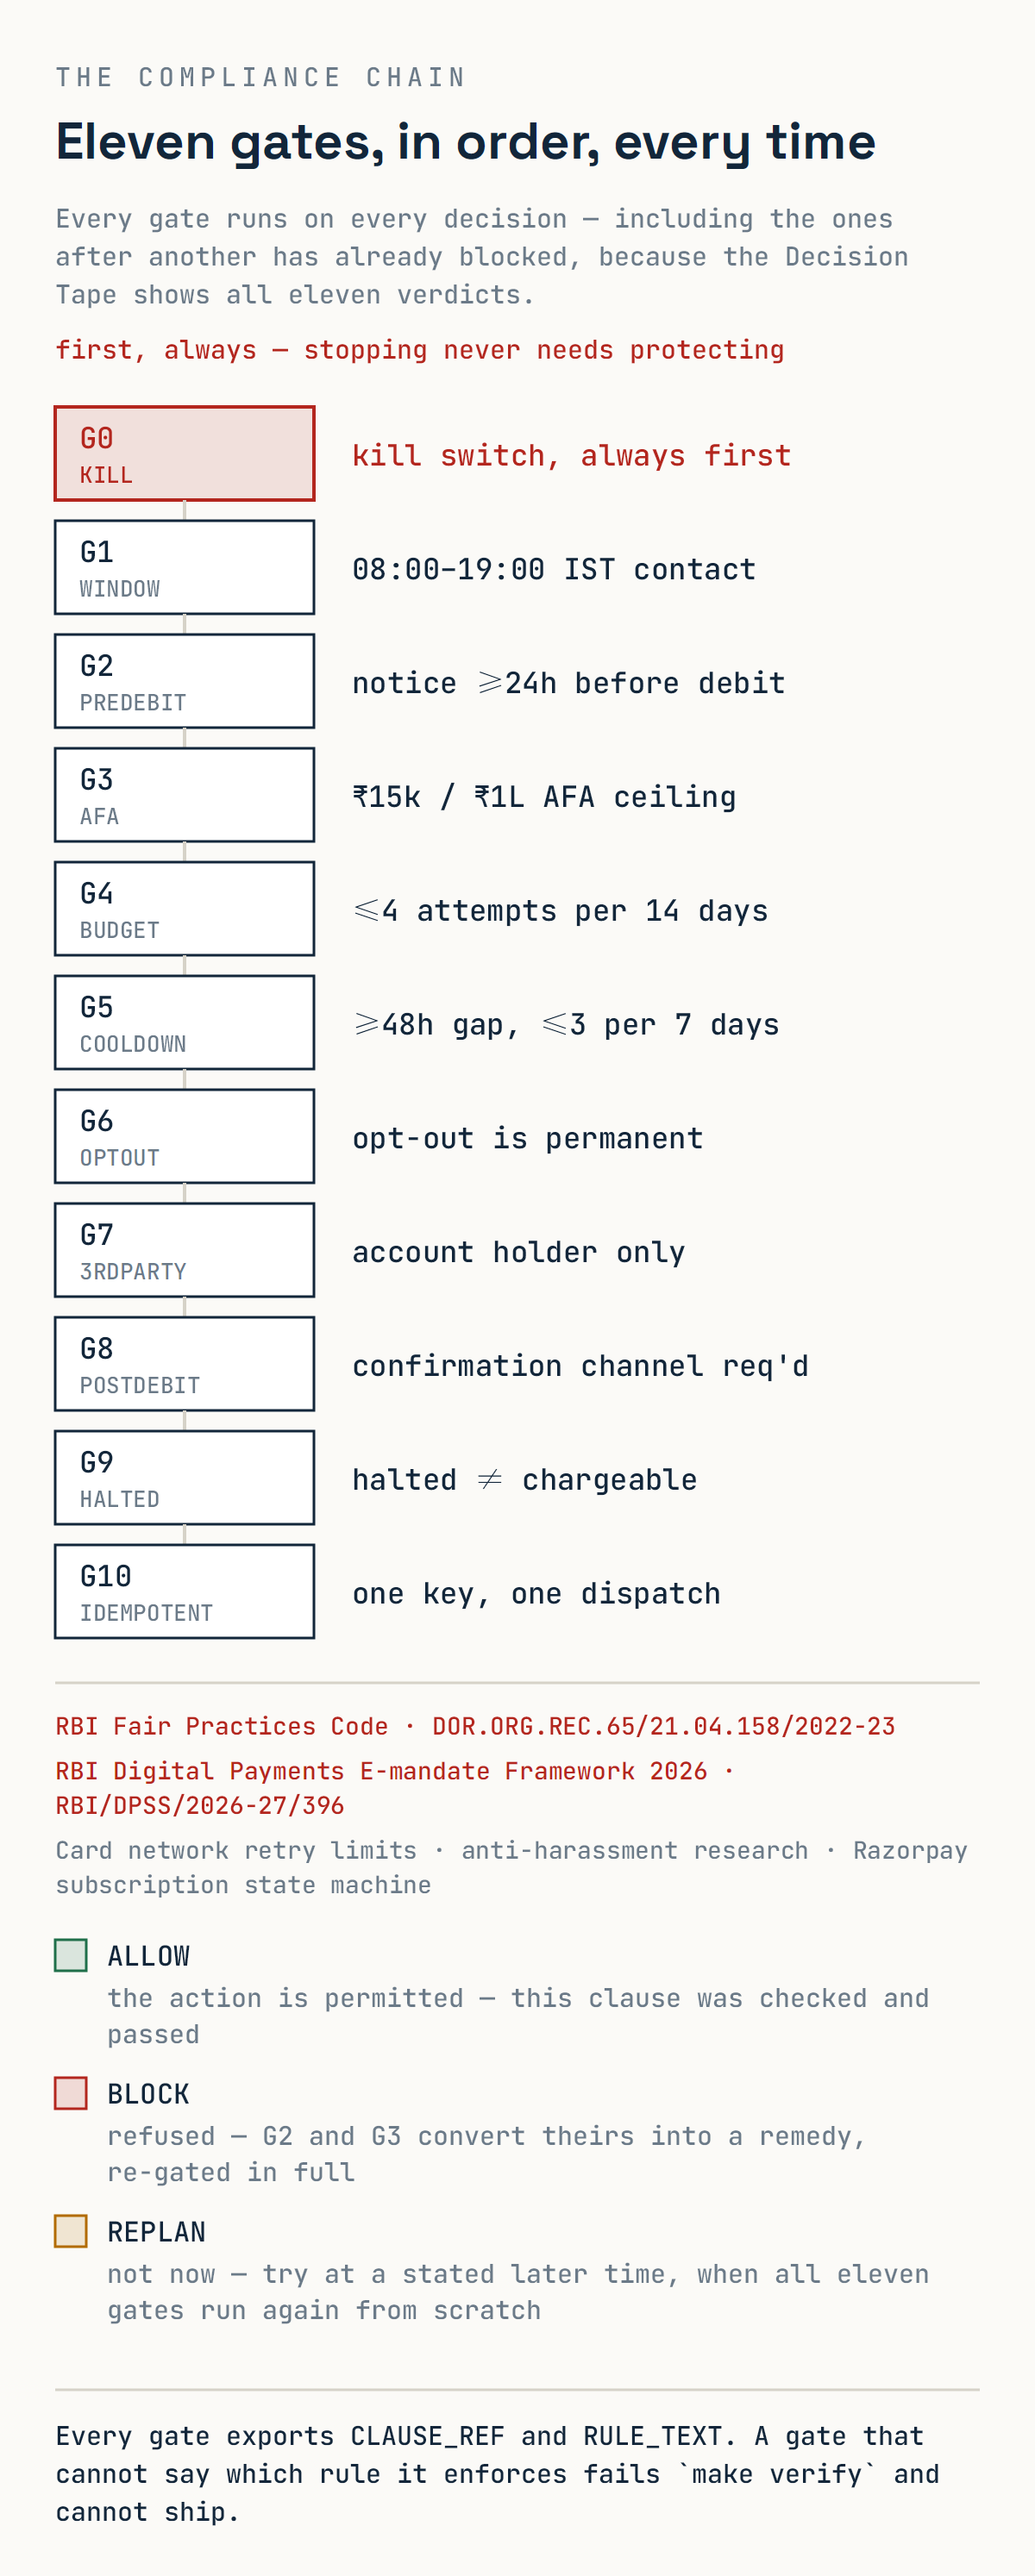 THE COMPLIANCE CHAIN
Eleven gates, in order, every time
Every gate runs on every decision — including the ones
after another has already blocked, because the Decision
Tape shows all eleven verdicts.
first, always — stopping never needs protecting
G0
KILL
kill switch, always first
G1
WINDOW
08:00–19:00 IST contact
G2
PREDEBIT
notice ⩾24h before debit
G3
AFA
₹15k / ₹1L AFA ceiling
G4
BUDGET
⩽4 attempts per 14 days
G5
COOLDOWN
⩾48h gap, ⩽3 per 7 days
G6
OPTOUT
opt-out is permanent
G7
3RDPARTY
account holder only
G8
POSTDEBIT
confirmation channel req'd
G9
HALTED
halted ≠ chargeable
G10
IDEMPOTENT
one key, one dispatch
RBI Fair Practices Code · DOR.ORG.REC.65/21.04.158/2022-23
RBI Digital Payments E-mandate Framework 2026 ·
RBI/DPSS/2026-27/396
Card network retry limits · anti-harassment research · Razorpay
subscription state machine
ALLOW
the action is permitted — this clause was checked and
passed
BLOCK
refused — G2 and G3 convert theirs into a remedy,
re-gated in full
REPLAN
not now — try at a stated later time, when all eleven
gates run again from scratch
Every gate exports CLAUSE_REF and RULE_TEXT. A gate that
cannot say which rule it enforces fails `make verify` and
cannot ship.